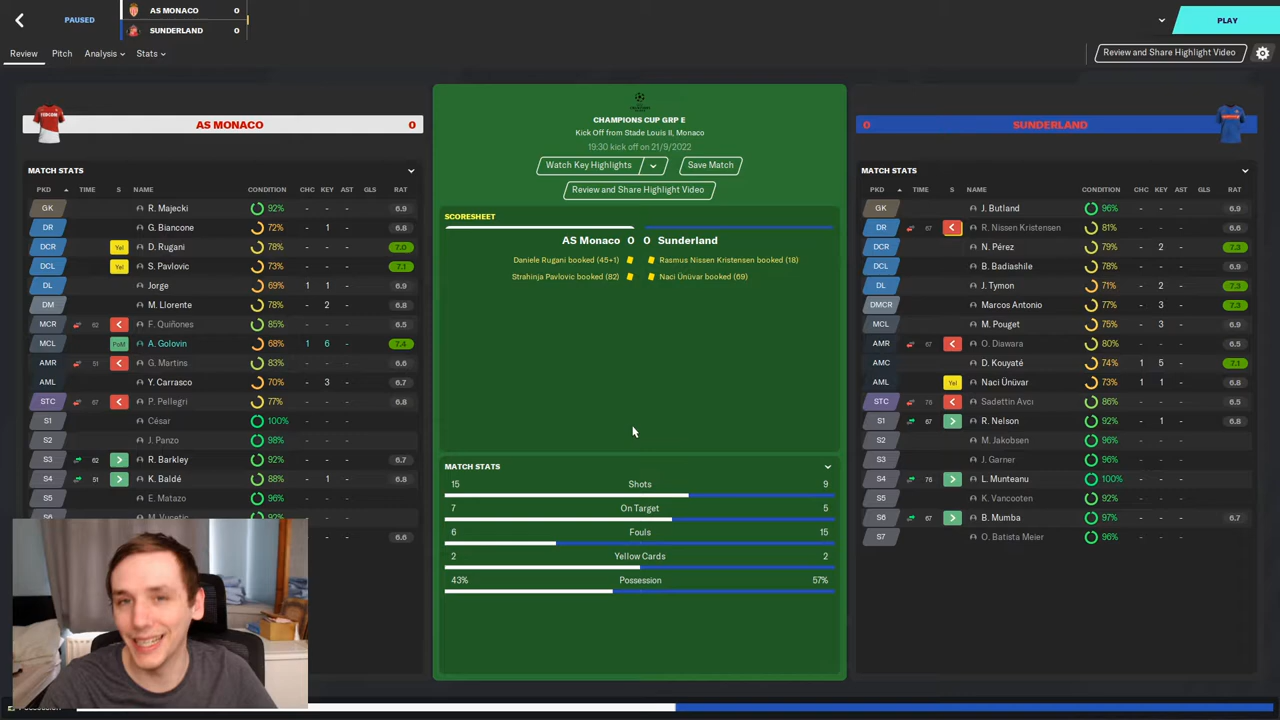 PAUSED
AS MONACO 0
SUNDERLAND 0
PLAY
Review Pitch Analysis Stats
Review and Share Highlight Video
AS MONACO 0
MATCH STATS
PKD TIME S NAME CONDITION CHC KEY AST GLS RAT
GK R. Majecki 92% - - - - 6.9
DR G. Biancone 72% - 1 - - 6.8
DCR Yel D. Rugani 78% - - - - 7.0
DCL Yel S. Pavlovic 73% - - - - 7.1
DL Jorge 69% 1 1 - - 6.9
DM M. Llorente 78% - 2 - - 6.8
MCR 62 F. Quiñones 85% - - - - 6.5
MCL PoM A. Golovin 68% 1 6 - - 7.4
AMR 51 G. Martins 83% - - - - 6.6
AML Y. Carrasco 70% - 3 - - 6.7
STC 67 P. Pellegri 77% - - - - 6.8
S1 César 100% - - - -
S2 J. Panzo 98% - - - -
S3 62 R. Barkley 92% - - - - 6.7
S4 51 K. Baldé 88% - 1 - - 6.8
S5 E. Matazo 96% - - - -
S6 M. Vucetic 92% - - - -
- - - - 6.6
CHAMPIONS CUP GRP E
Kick Off from Stade Louis II, Monaco
19:30 kick off on 21/9/2022
Watch Key Highlights Save Match
Review and Share Highlight Video
SCORESHEET
AS Monaco 0 0 Sunderland
Daniele Rugani booked (45+1) Rasmus Nissen Kristensen booked (18)
Strahinja Pavlovic booked (82) Naci Ünüvar booked (69)
MATCH STATS
15 Shots 9
7 On Target 5
6 Fouls 15
2 Yellow Cards 2
43% Possession 57%
0 SUNDERLAND
MATCH STATS
PKD TIME S NAME CONDITION CHC KEY AST GLS RAT
GK J. Butland 96% - - - - 6.9
DR 67 R. Nissen Kristensen 81% - - - - 6.6
DCR N. Pérez 79% - 2 - - 7.3
DCL B. Badiashile 78% - - - - 6.9
DL J. Tymon 71% - 2 - - 7.3
DMCR Marcos Antonio 77% - 3 - - 7.3
MCL M. Pouget 75% - 3 - - 6.9
AMR 67 O. Diawara 80% - - - - 6.5
AMC D. Kouyaté 74% 1 5 - - 7.1
AML Yel Naci Ünüvar 73% 1 1 - - 6.8
STC 76 Sadettin Avcı 86% - - - - 6.5
S1 R. Nelson 92% - 1 - - 6.8
S2 M. Jakobsen 96% - - - -
S3 J. Garner 96% - - - -
S4 76 L. Munteanu 100% - - - -
S5 K. Vancooten 92% - - - -
S6 67 B. Mumba 97% - - - - 6.7
S7 O. Batista Meier 96% - - - -